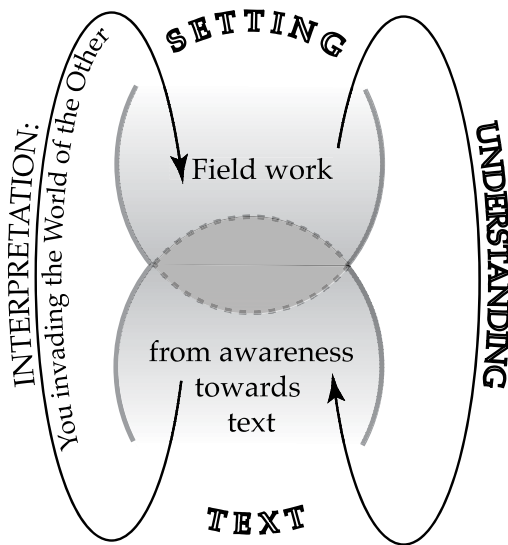 SETTING
INTERPRETATION:
You invading the World of the Other
Field work
UNDERSTANDING
from awareness
towards
text
TEXT